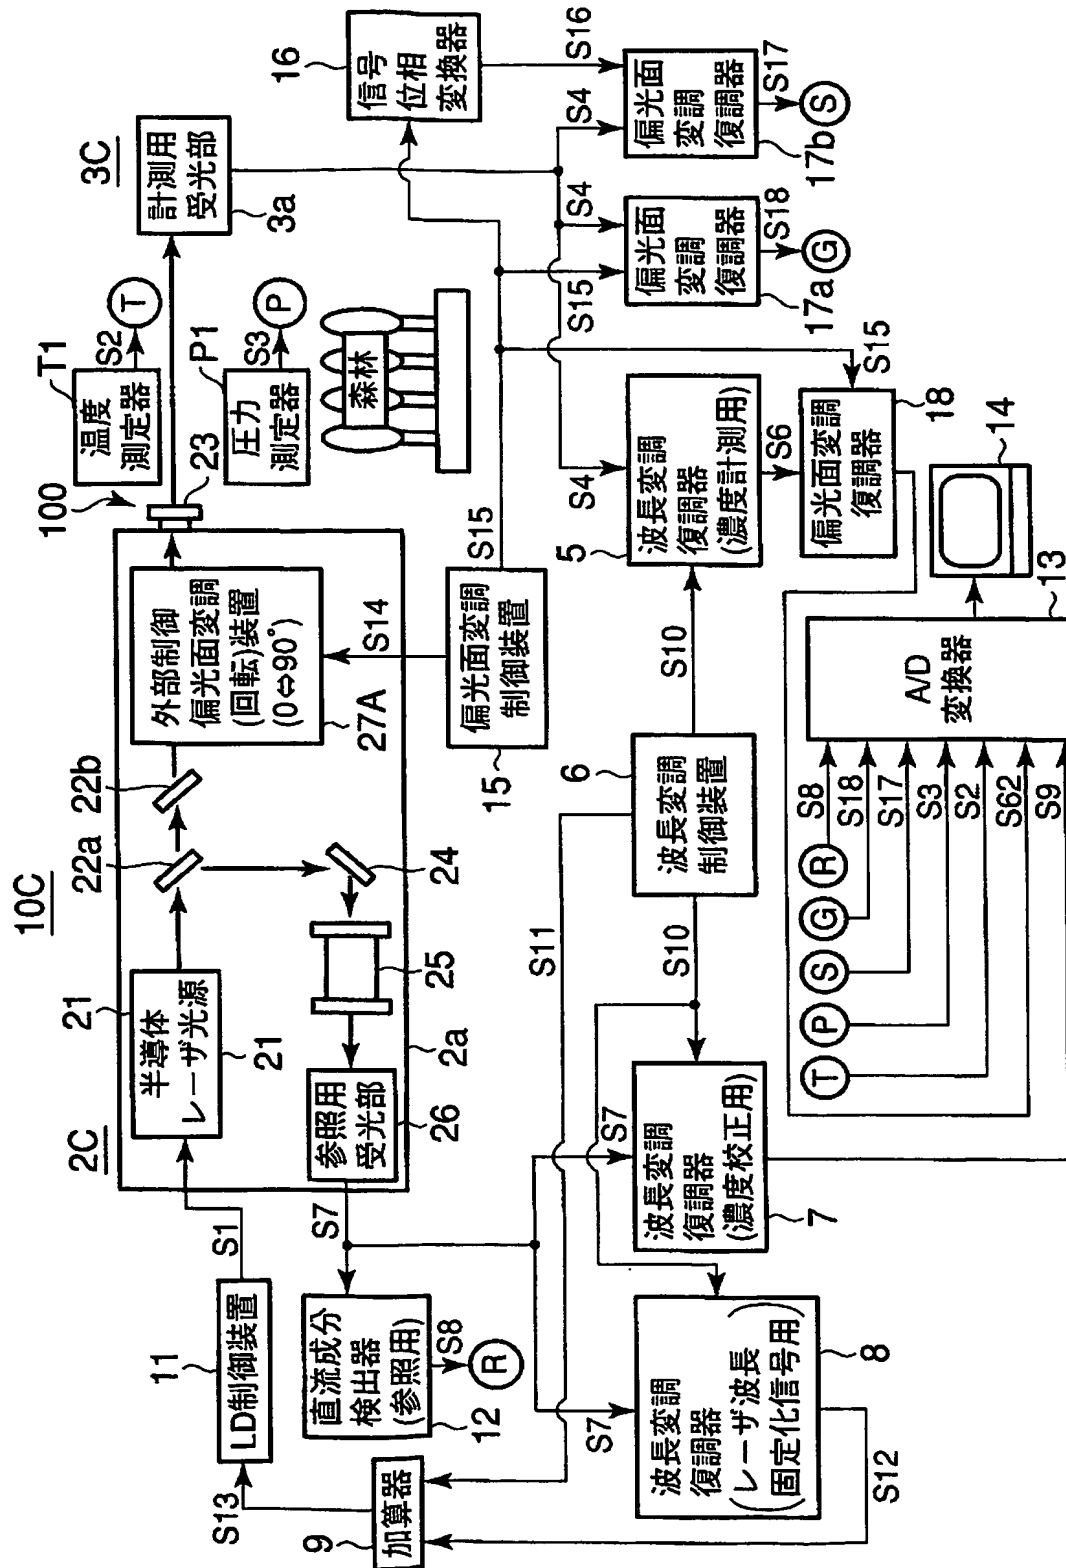 10C
2C
2a
21
半導体
レーザ光源
21
22a
22b
外部制御
偏光面変調
(回転)装置
(0⇔90°)
27A
100
23
24
25
参照用
受光部
26
T1
温度
測定器
S2
T
P1
圧力
測定器
S3
P
森林
3C
計測用
受光部
3a
16
信号
位相
変換器
S16
S4
偏光面
変調
復調器
17b
S17
S
S4
S15
偏光面
変調
復調器
17a
S18
G
11
LD制御装置
S1
S13
9
加算器
S7
直流成分
検出器
(参照用)
12
S8
R
S14
偏光面変調
制御装置
15
S15
S11
6
波長変調
制御装置
S10
S10
S4
5
波長変調
復調器
(濃度計測用)
S6
S15
偏光面変調
復調器
18
S7
波長変調
復調器
(濃度校正用)
7
S7
波長変調
復調器
(レーザ波長
固定化信号用)
8
S12
T
P
S
G
R
S8
S18
S17
S3
S2
S62
S9
A/D
変換器
13
14